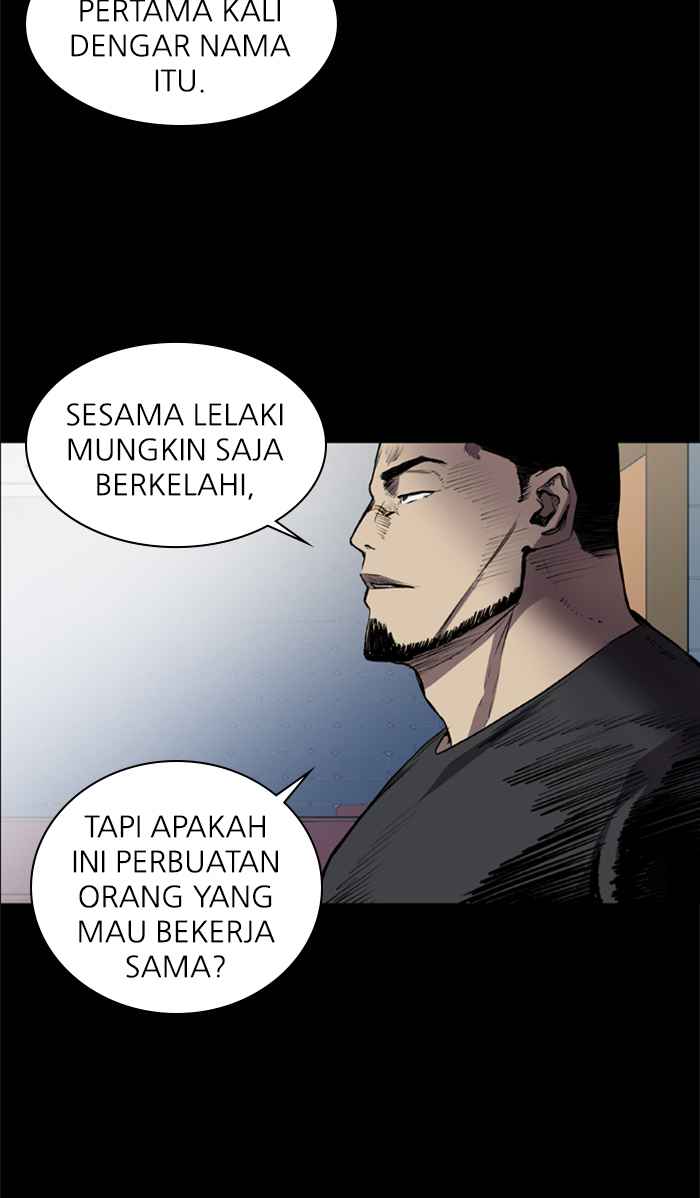 PERTAMA KALI
DENGAR NAMA
ITU.
SESAMA LELAKI
MUNGKIN SAJA
BERKELAHI,
TAPI APAKAH
INI PERBUATAN
ORANG YANG
MAU BEKERJA
SAMA?